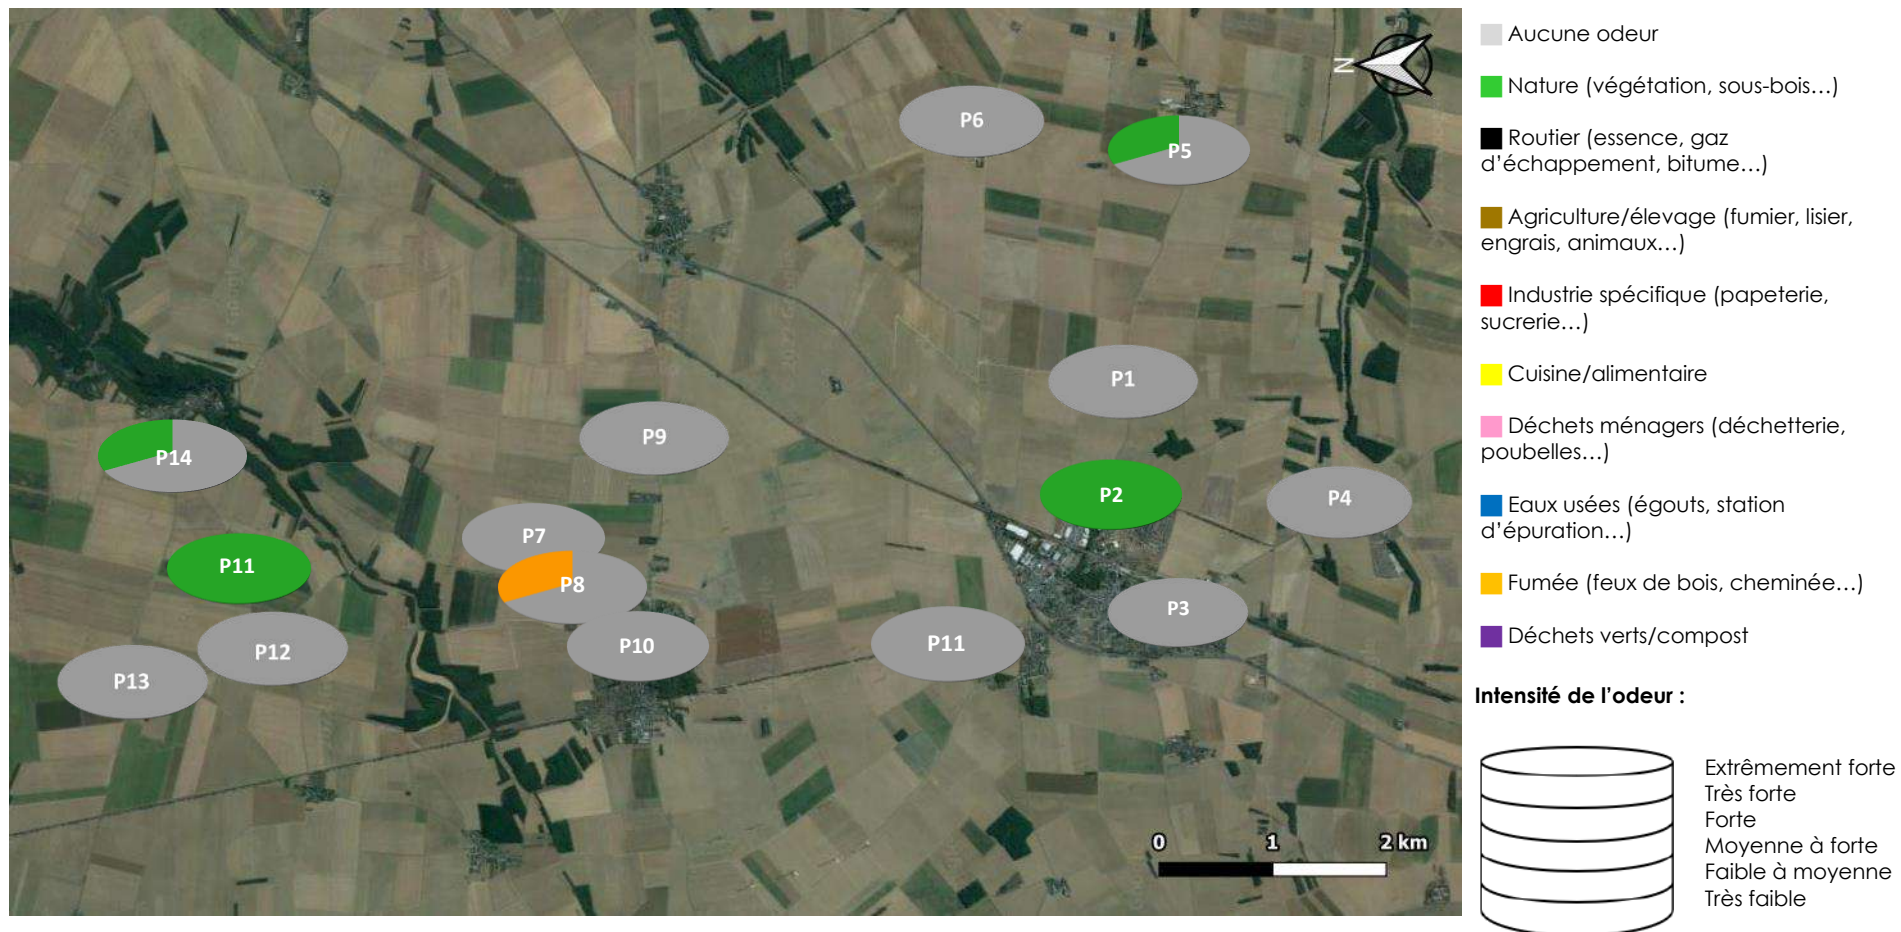 N
P6
P5
P1
P9
P14
P2
P4
P7
P11
P8
P3
P10
P11
P12
P13
0 1 2 km
Aucune odeur
Nature (végétation, sous-bois…)
Routier (essence, gaz
d’échappement, bitume…)
Agriculture/élevage (fumier, lisier,
engrais, animaux…)
Industrie spécifique (papeterie,
sucrerie…)
Cuisine/alimentaire
Déchets ménagers (déchetterie,
poubelles…)
Eaux usées (égouts, station
d’épuration…)
Fumée (feux de bois, cheminée…)
Déchets verts/compost
Intensité de l’odeur :
Extrêmement forte
Très forte
Forte
Moyenne à forte
Faible à moyenne
Très faible